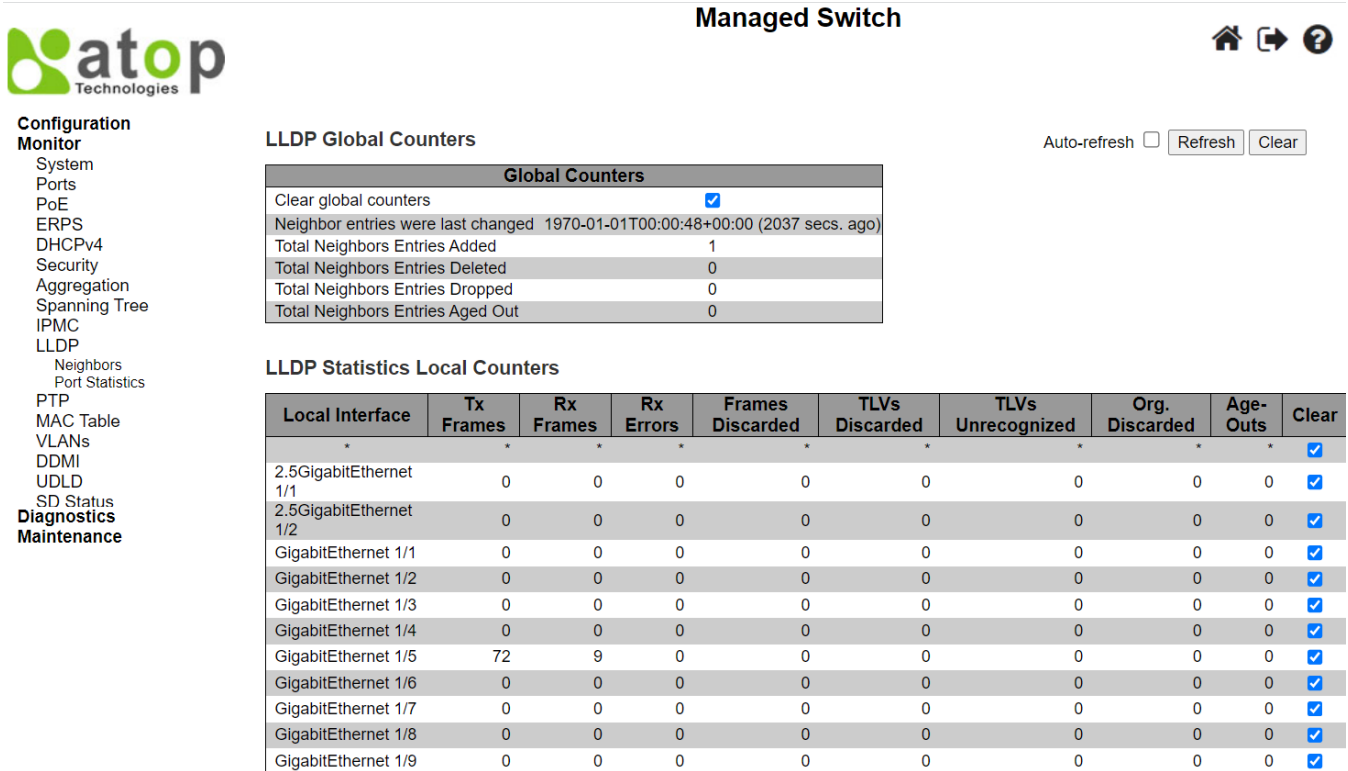 Managed Switch
atop
Technologies
Configuration
Monitor
System
Ports
PoE
ERPS
DHCPv4
Security
Aggregation
Spanning Tree
IPMC
LLDP
Neighbors
Port Statistics
PTP
MAC Table
VLANs
DDMI
UDLD
SD Status
Diagnostics
Maintenance
LLDP Global Counters
Auto-refresh Refresh Clear
Global Counters
Clear global counters
Neighbor entries were last changed 1970-01-01T00:00:48+00:00 (2037 secs. ago)
Total Neighbors Entries Added 1
Total Neighbors Entries Deleted 0
Total Neighbors Entries Dropped 0
Total Neighbors Entries Aged Out 0
LLDP Statistics Local Counters
Local Interface Tx Frames Rx Frames Rx Errors Frames Discarded TLVs Discarded TLVs Unrecognized Org. Discarded Age-Outs Clear
* * * * * * * * *
2.5GigabitEthernet 1/1 0 0 0 0 0 0 0 0
2.5GigabitEthernet 1/2 0 0 0 0 0 0 0 0
GigabitEthernet 1/1 0 0 0 0 0 0 0 0
GigabitEthernet 1/2 0 0 0 0 0 0 0 0
GigabitEthernet 1/3 0 0 0 0 0 0 0 0
GigabitEthernet 1/4 0 0 0 0 0 0 0 0
GigabitEthernet 1/5 72 9 0 0 0 0 0 0
GigabitEthernet 1/6 0 0 0 0 0 0 0 0
GigabitEthernet 1/7 0 0 0 0 0 0 0 0
GigabitEthernet 1/8 0 0 0 0 0 0 0 0
GigabitEthernet 1/9 0 0 0 0 0 0 0 0